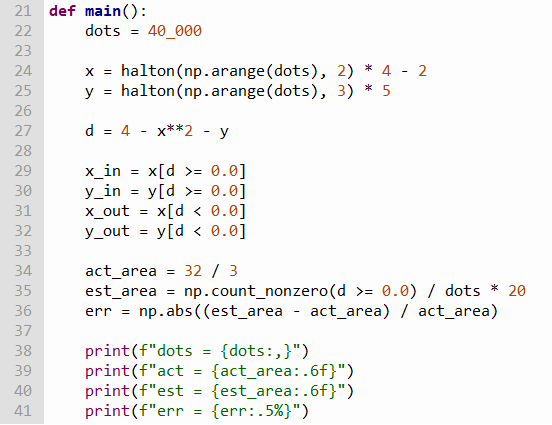 21 def main():
22     dots = 40_000
23
24     x = halton(np.arange(dots), 2) * 4 - 2
25     y = halton(np.arange(dots), 3) * 5
26
27     d = 4 - x**2 - y
28
29     x_in = x[d >= 0.0]
30     y_in = y[d >= 0.0]
31     x_out = x[d < 0.0]
32     y_out = y[d < 0.0]
33
34     act_area = 32 / 3
35     est_area = np.count_nonzero(d >= 0.0) / dots * 20
36     err = np.abs((est_area - act_area) / act_area)
37
38     print(f"dots = {dots:,}")
39     print(f"act = {act_area:.6f}")
40     print(f"est = {est_area:.6f}")
41     print(f"err = {err:.5%}")